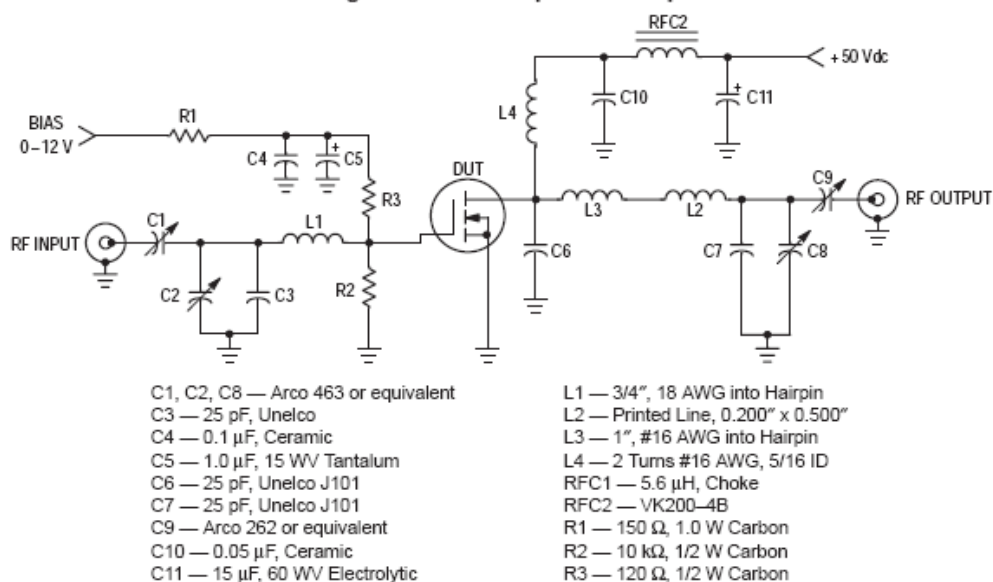 RFC2
+50 Vdc
C10
+
C11
L4
BIAS
0–12 V
R1
C4
+
C5
R3
DUT
C9
RF OUTPUT
L3
L2
C1
L1
RF INPUT
C6
C7
C8
C2
C3
R2
C1, C2, C8 — Arco 463 or equivalent
C3 — 25 pF, Unelco
C4 — 0.1 µF, Ceramic
C5 — 1.0 µF, 15 WV Tantalum
C6 — 25 pF, Unelco J101
C7 — 25 pF, Unelco J101
C9 — Arco 262 or equivalent
C10 — 0.05 µF, Ceramic
C11 — 15 µF, 60 WV Electrolytic
L1 — 3/4″, 18 AWG into Hairpin
L2 — Printed Line, 0.200″ x 0.500″
L3 — 1″, #16 AWG into Hairpin
L4 — 2 Turns #16 AWG, 5/16 ID
RFC1 — 5.6 µH, Choke
RFC2 — VK200–4B
R1 — 150 Ω, 1.0 W Carbon
R2 — 10 kΩ, 1/2 W Carbon
R3 — 120 Ω, 1/2 W Carbon